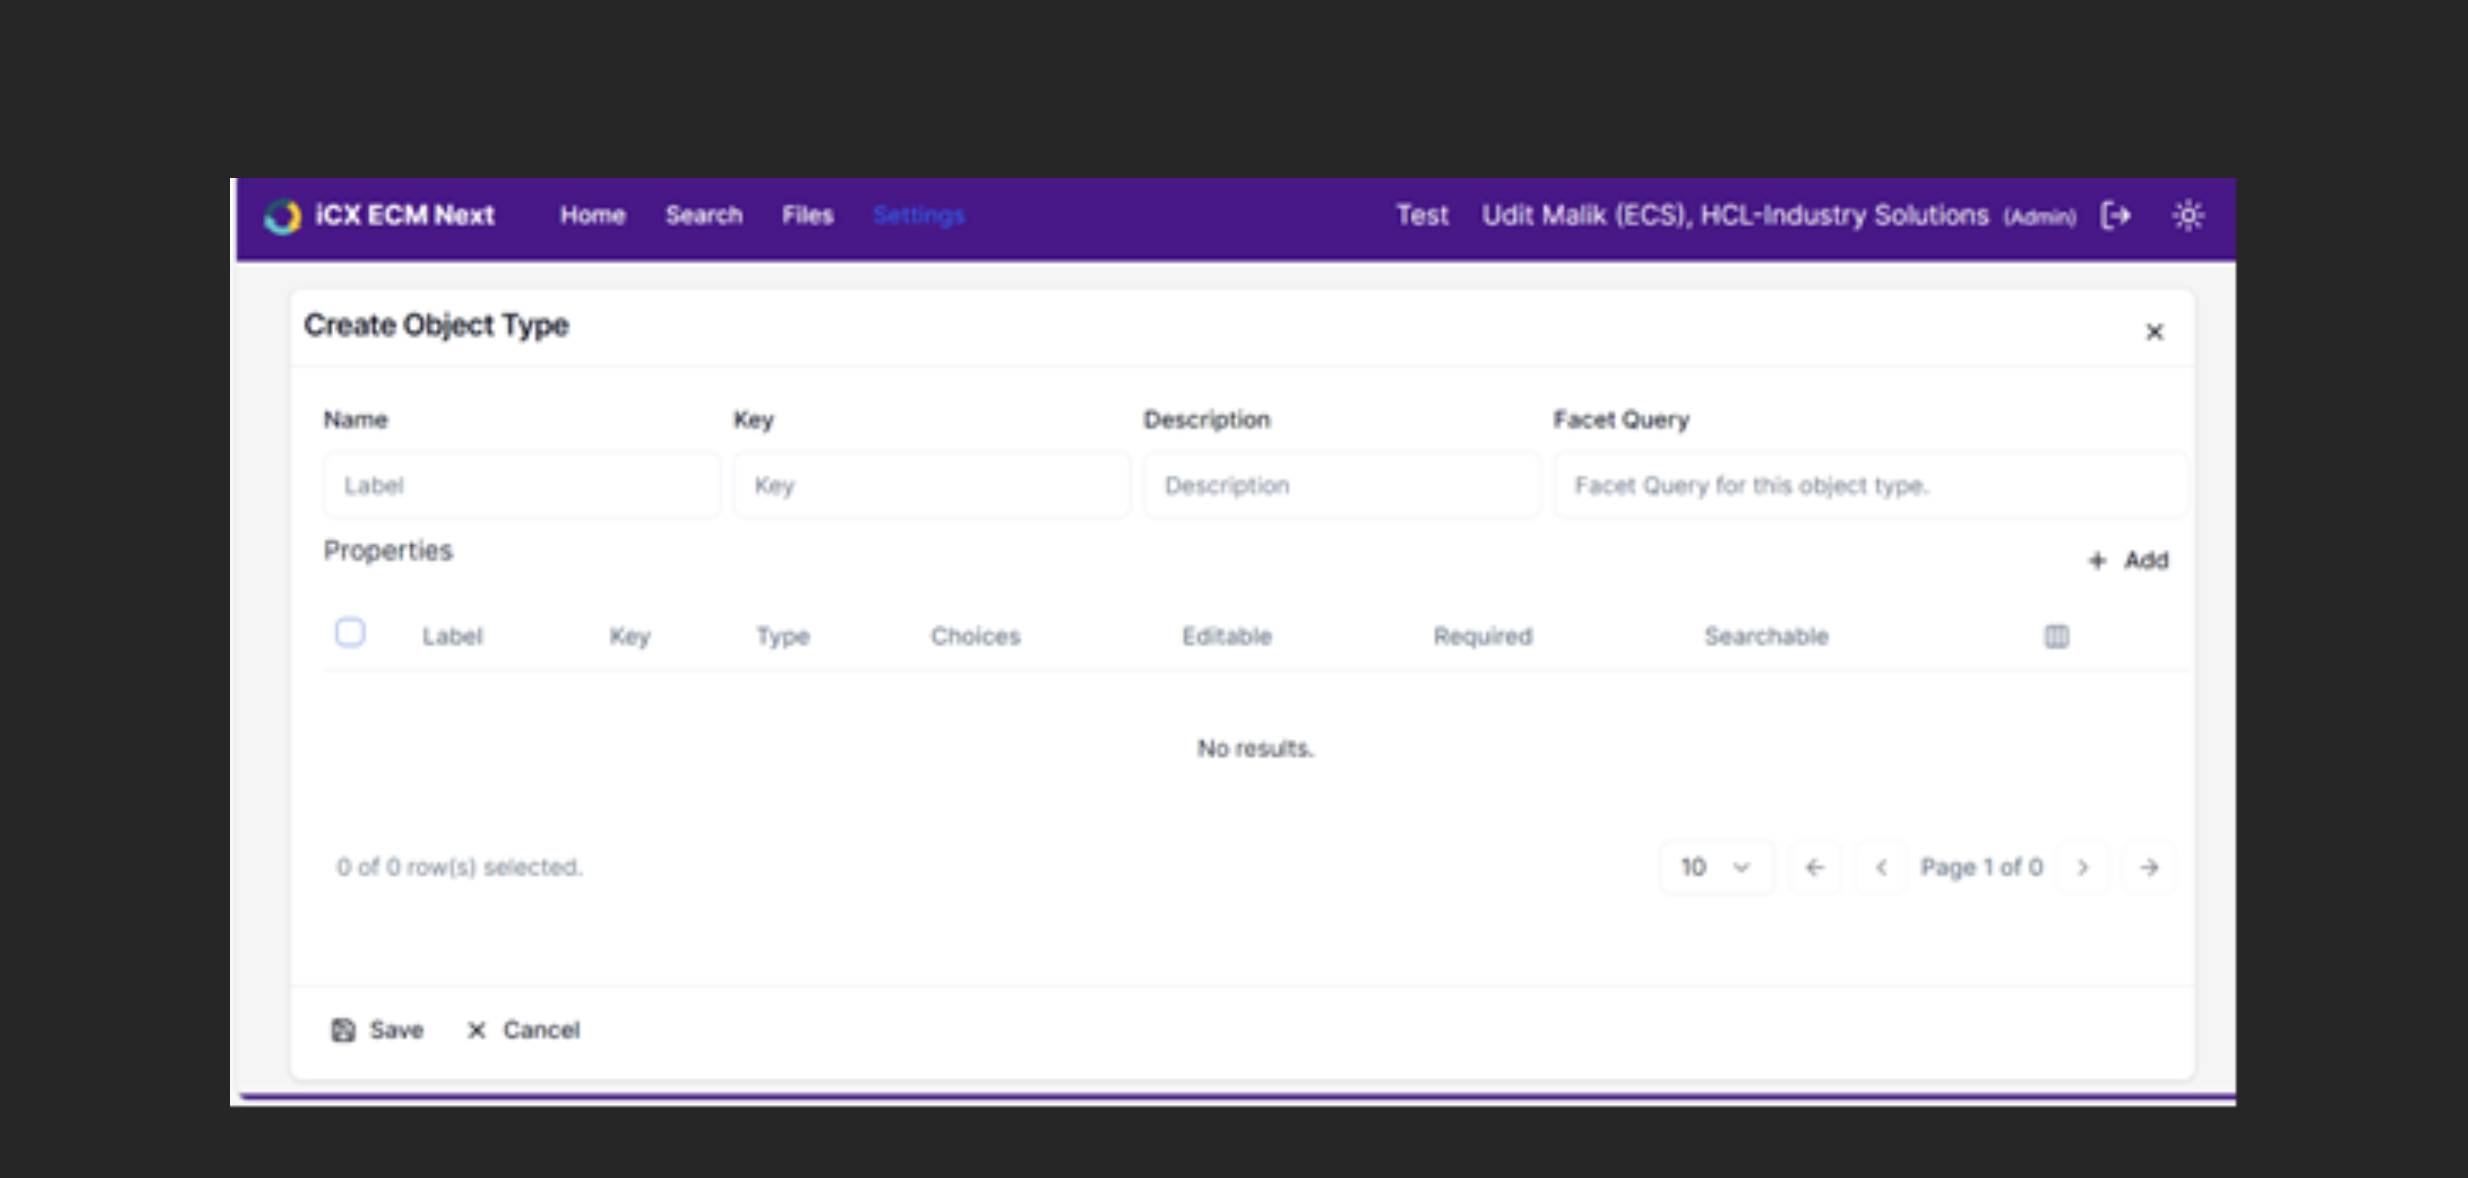 iCX ECM Next Home Search Files Settings Test Udit Malik (ECS), HCL-Industry Solutions (Admin)
Create Object Type
Name Key Description Facet Query
Label Key Description Facet Query for this object type.
Properties
+ Add
Label Key Type Choices Editable Required Searchable
No results.
0 of 0 row(s) selected. 10 Page 1 of 0
Save Cancel